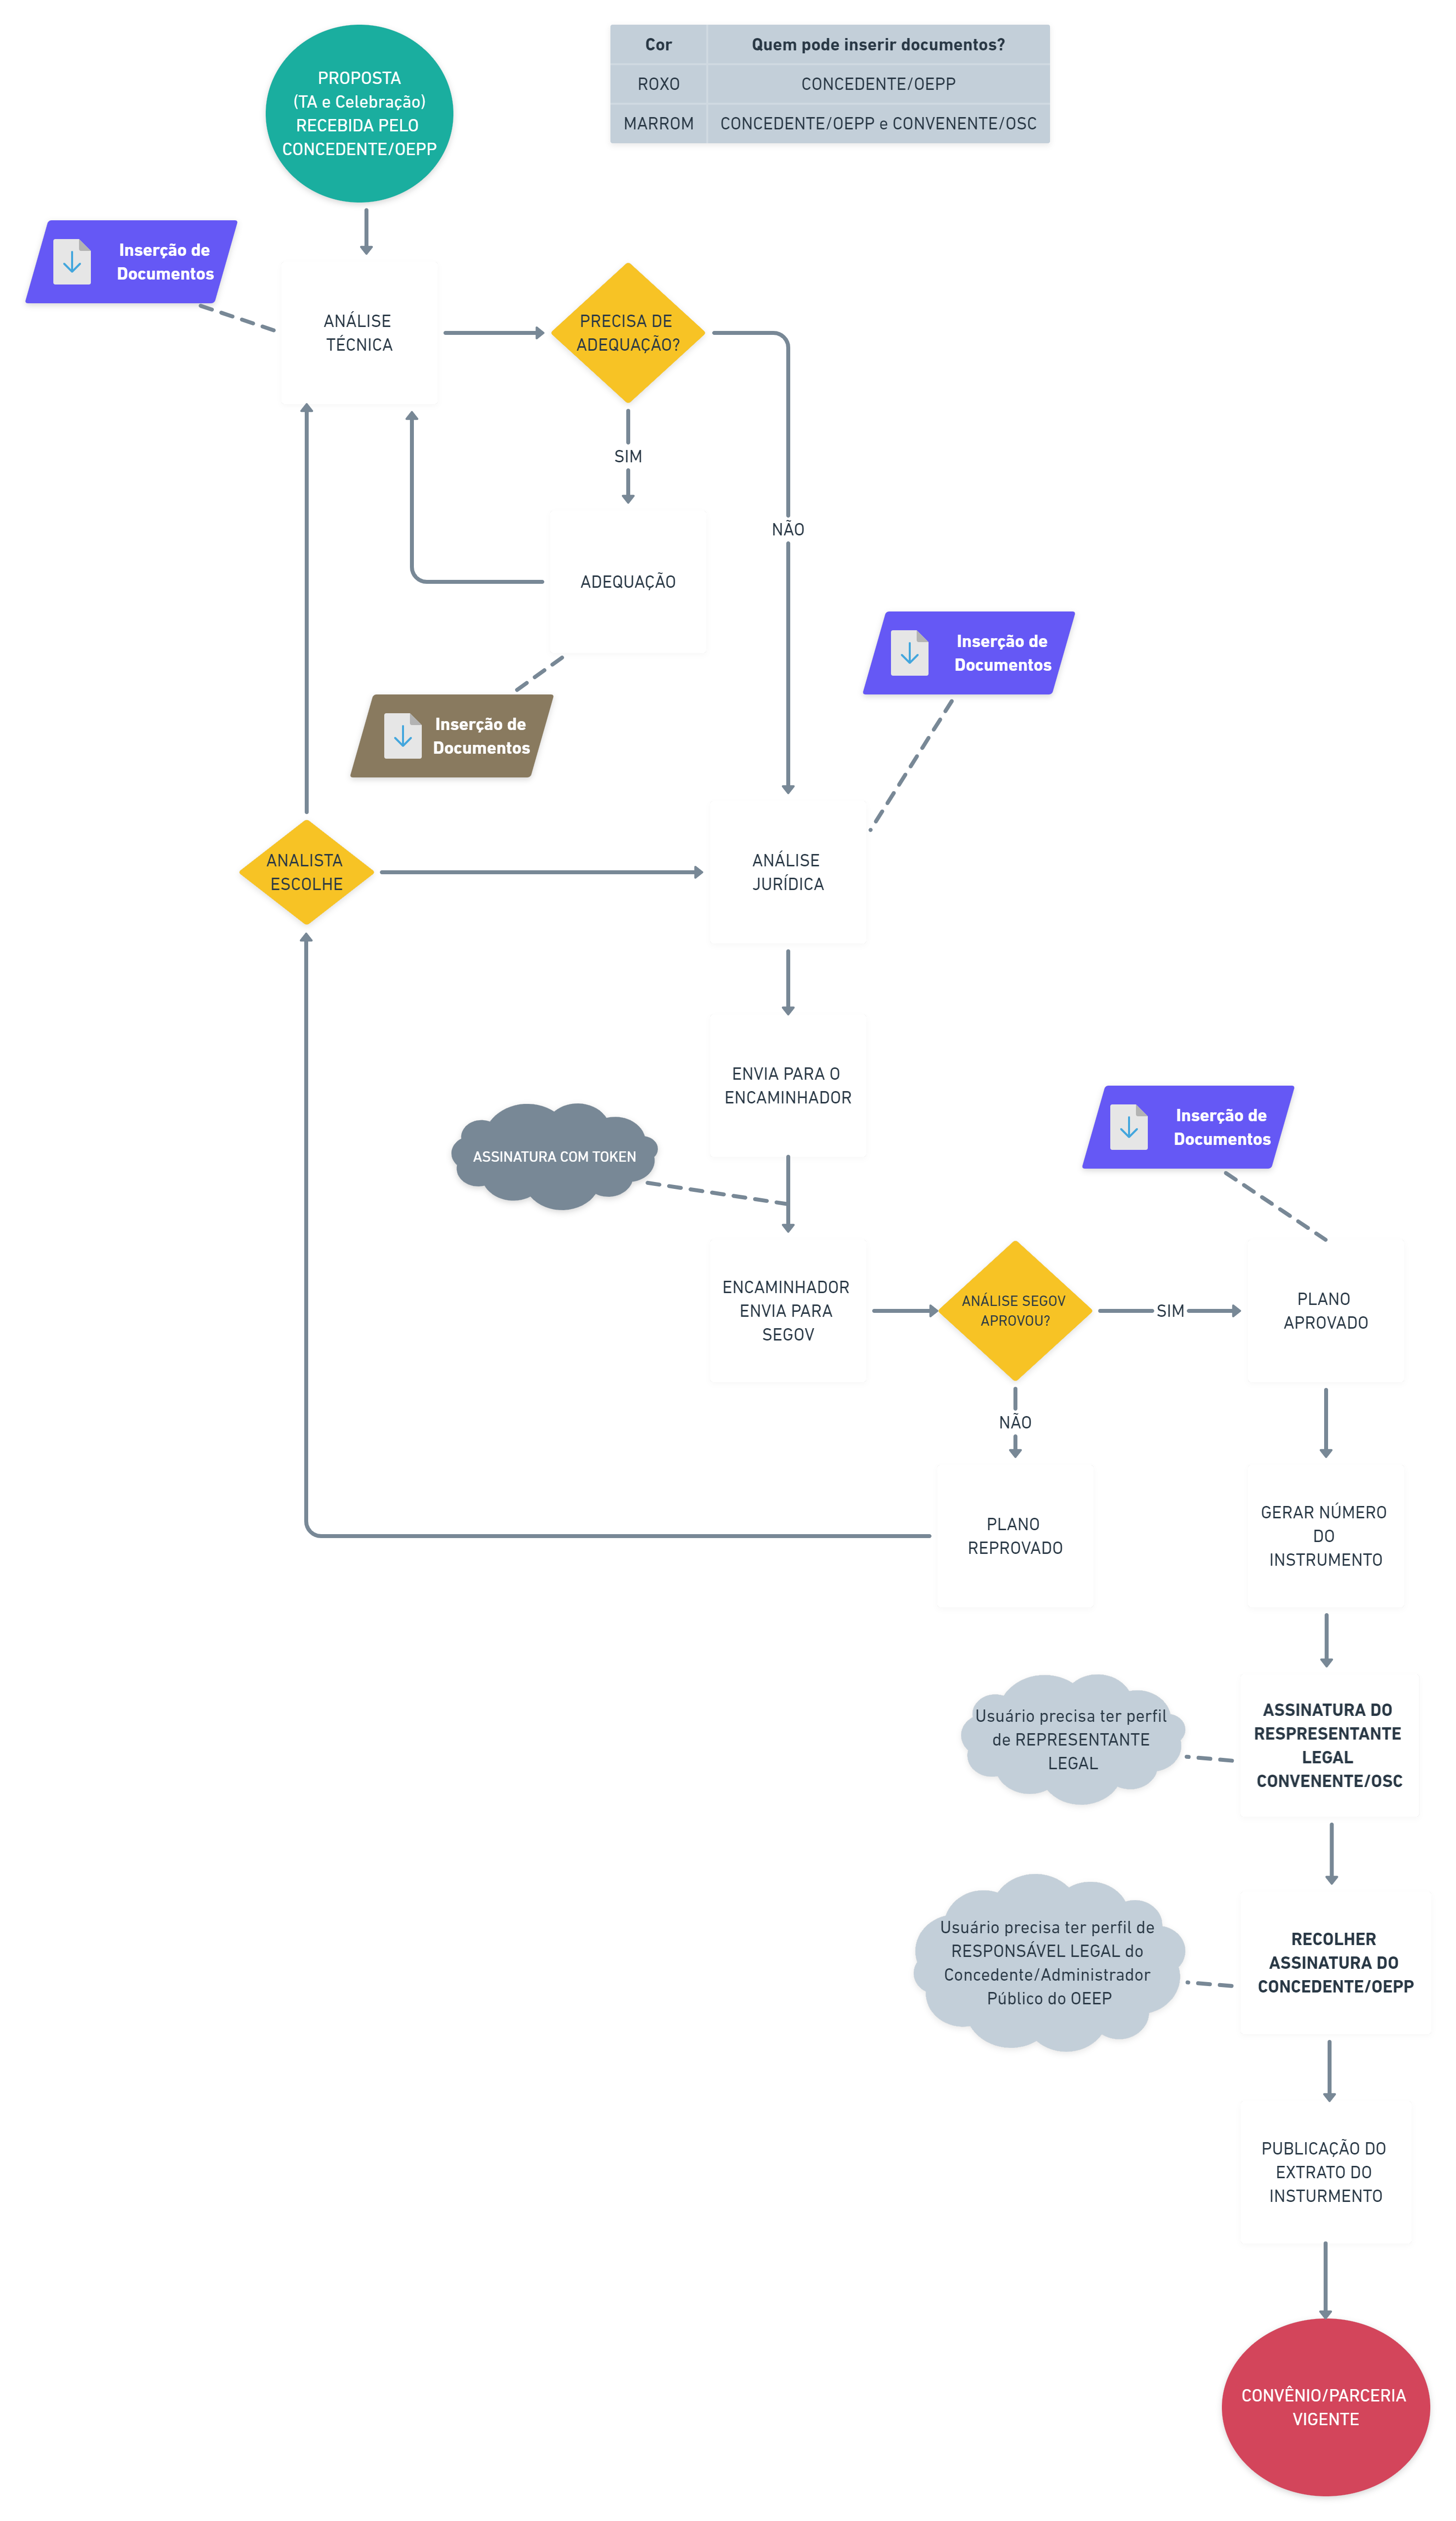 PROPOSTA
(TA e Celebração)
RECEBIDA PELO
CONCEDENTE/OEPP
Cor Quem pode inserir documentos?
ROXO CONCEDENTE/OEPP
MARROM CONCEDENTE/OEPP e CONVENENTE/OSC
Inserção de
Documentos
ANÁLISE
TÉCNICA
PRECISA DE
ADEQUAÇÃO?
SIM
NÃO
ADEQUAÇÃO
Inserção de
Documentos
Inserção de
Documentos
ANALISTA
ESCOLHE
ANÁLISE
JURÍDICA
ENVIA PARA O
ENCAMINHADOR
ASSINATURA COM TOKEN
Inserção de
Documentos
ENCAMINHADOR
ENVIA PARA
SEGOV
ANÁLISE SEGOV
APROVOU?
SIM
PLANO
APROVADO
NÃO
PLANO
REPROVADO
GERAR NÚMERO
DO
INSTRUMENTO
Usuário precisa ter perfil
de REPRESENTANTE
LEGAL
ASSINATURA DO
RESPRESENTANTE
LEGAL
CONVENENTE/OSC
Usuário precisa ter perfil de
RESPONSÁVEL LEGAL do
Concedente/Administrador
Público do OEEP
RECOLHER
ASSINATURA DO
CONCEDENTE/OEPP
PUBLICAÇÃO DO
EXTRATO DO
INSTURMENTO
CONVÊNIO/PARCERIA
VIGENTE